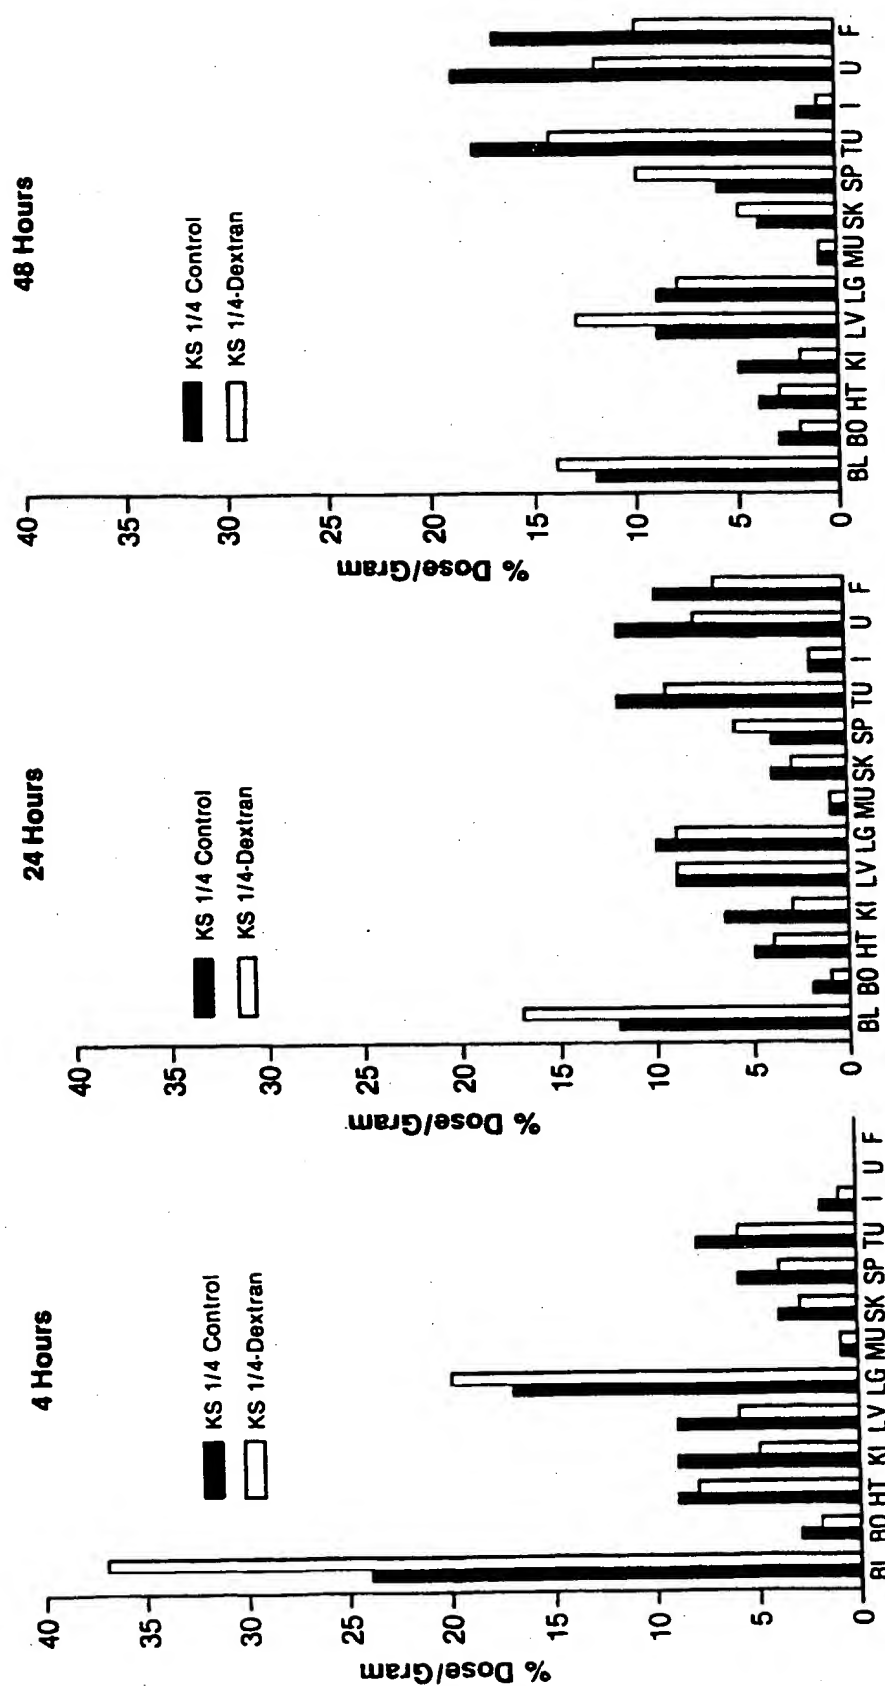 4 Hours
KS 1/4 Control
KS 1/4-Dextran
% Dose/Gram
40
35
30
25
20
15
10
5
0
BL BO HT KI LV LG MU SK SP TU I U F
24 Hours
KS 1/4 Control
KS 1/4-Dextran
% Dose/Gram
40
35
30
25
20
15
10
5
0
BL BO HT KI LV LG MU SK SP TU I U F
48 Hours
KS 1/4 Control
KS 1/4-Dextran
% Dose/Gram
40
35
30
25
20
15
10
5
0
BL BO HT KI LV LG MU SK SP TU I U F